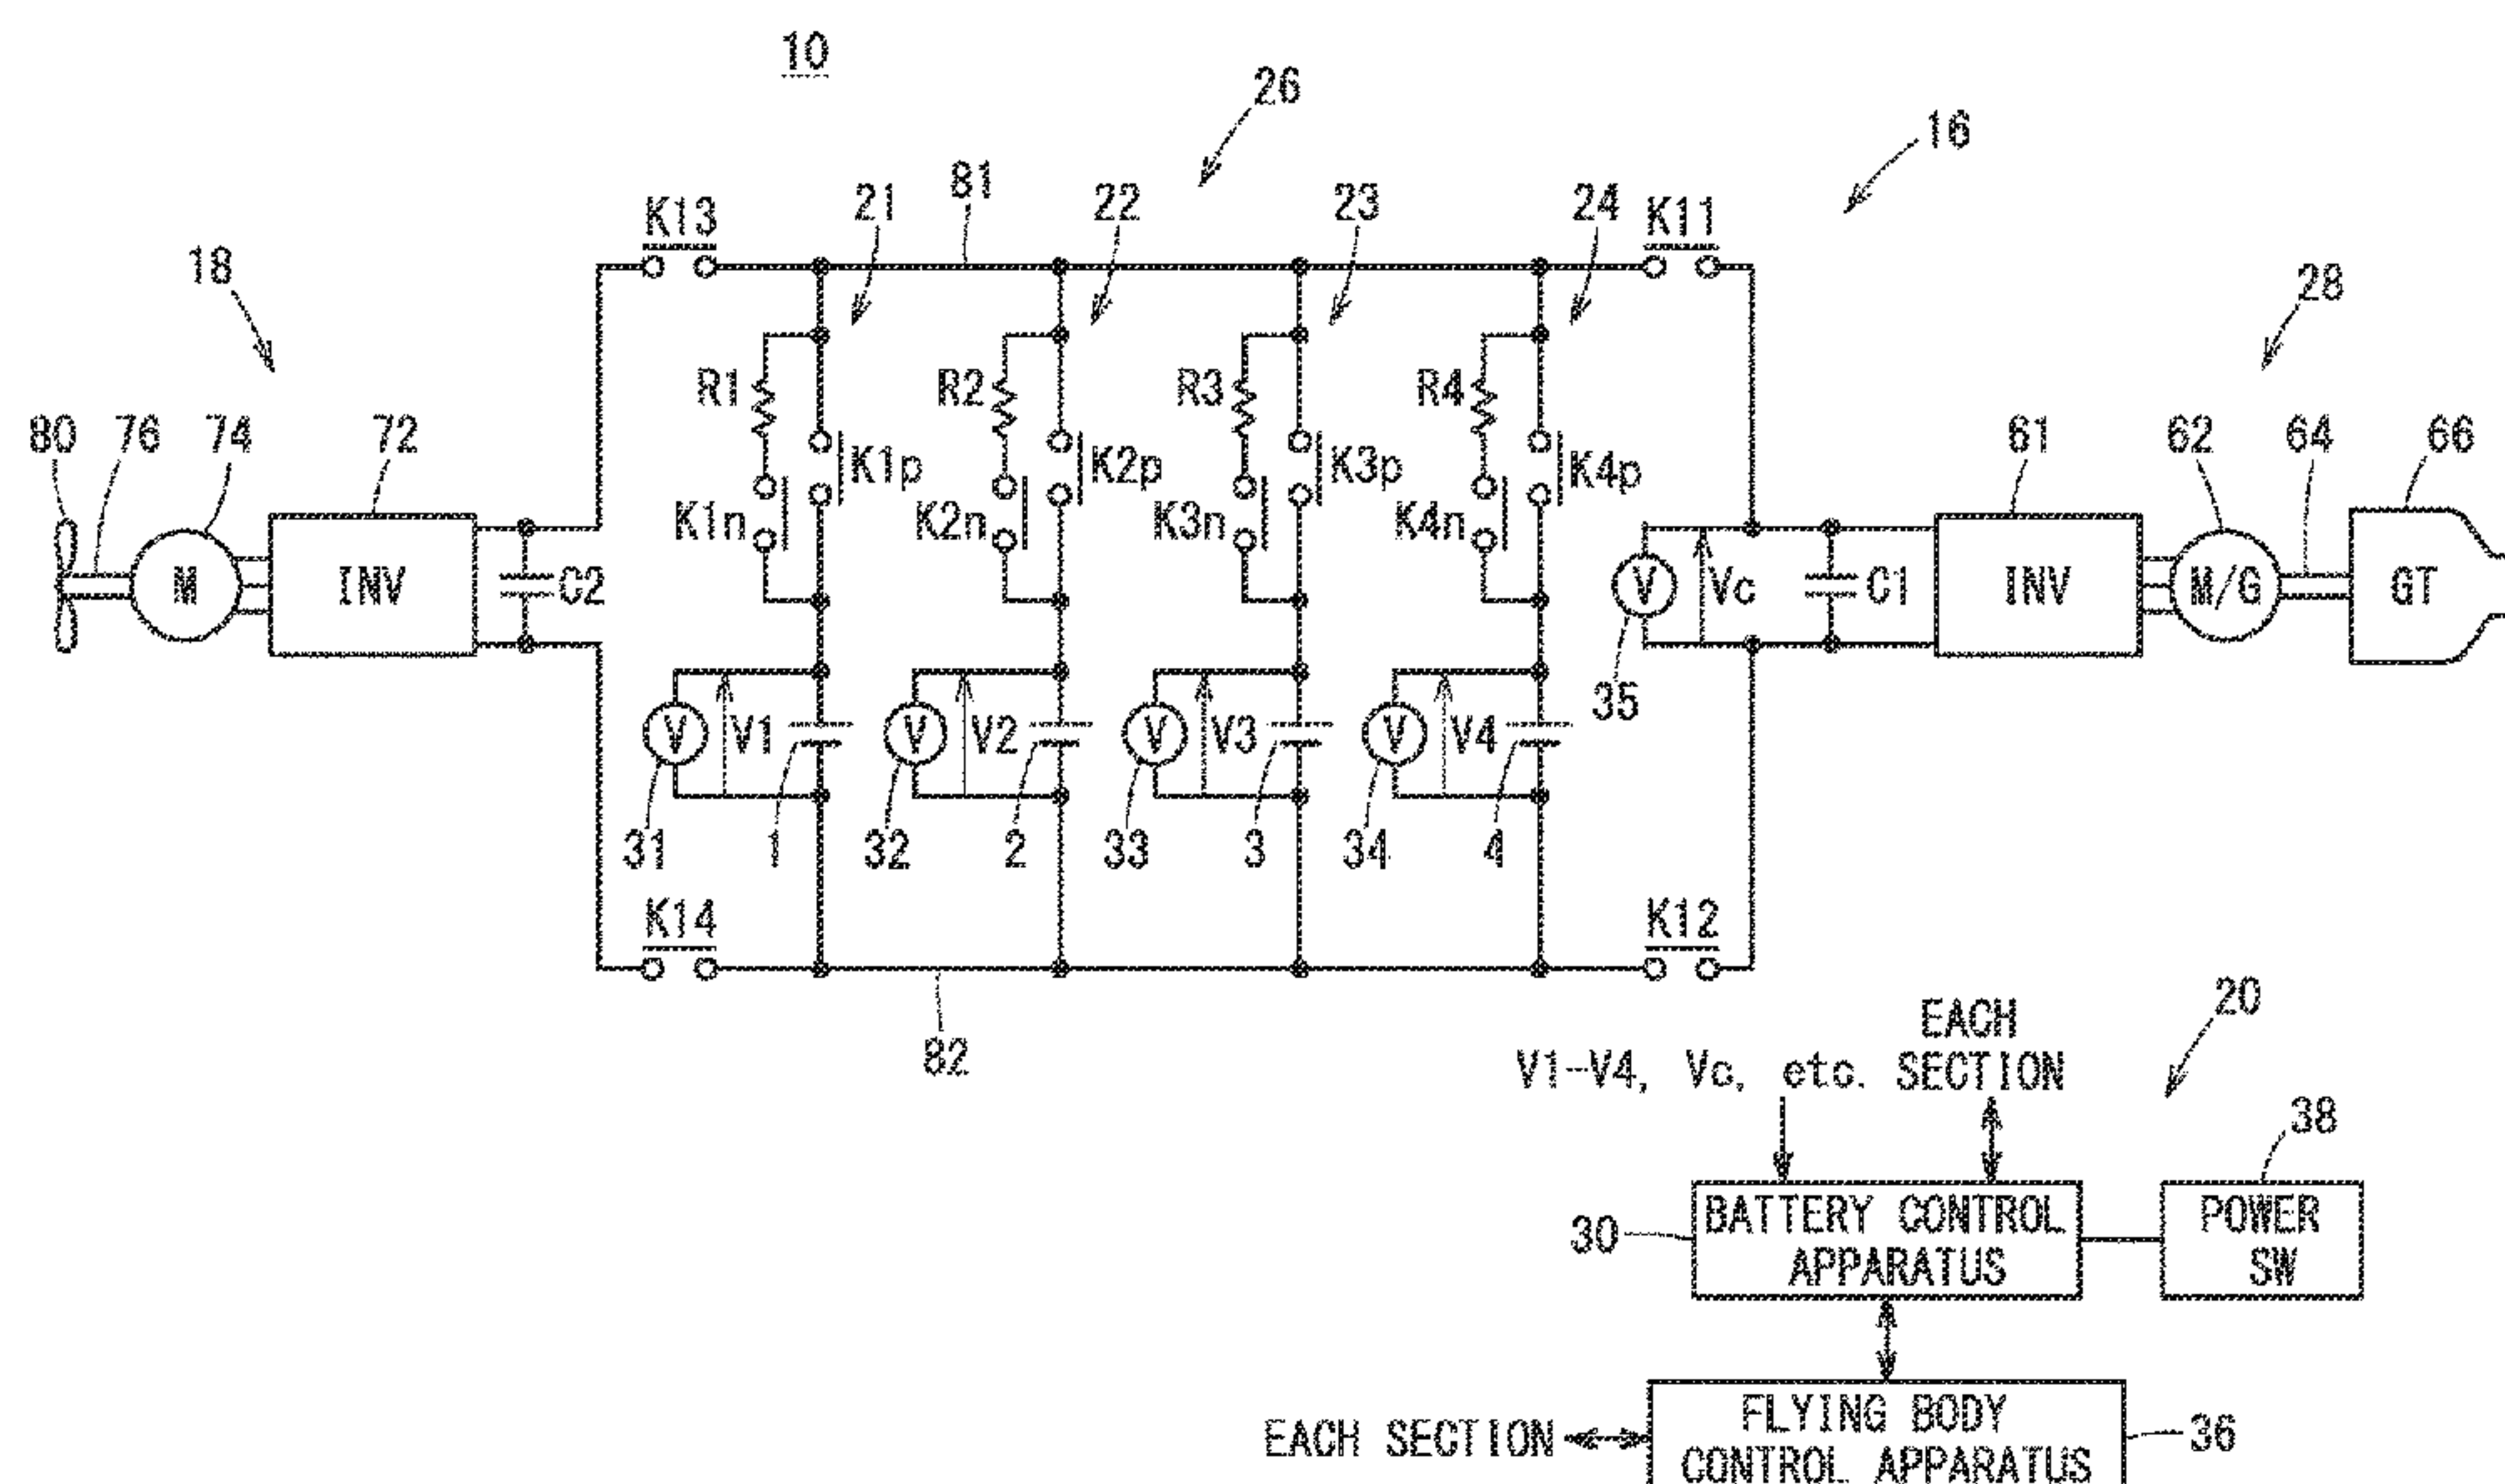 10
26
16
81
21
22
23
24
K13
K11
18
28
R1
R2
R3
R4
80
76
74
72
61
62
64
66
K1p
K2p
K3p
K4p
K1n
K2n
K3n
K4n
M
INV
C2
V
Vc
C1
INV
M/G
GT
35
V
V1
V
V2
V
V3
V
V4
31
1
32
2
33
3
34
4
K14
K12
82
20
V1-V4, Vc, etc.
EACH
SECTION
38
30
BATTERY CONTROL
APPARATUS
POWER
SW
EACH SECTION
FLYING BODY
CONTROL APPARATUS
36